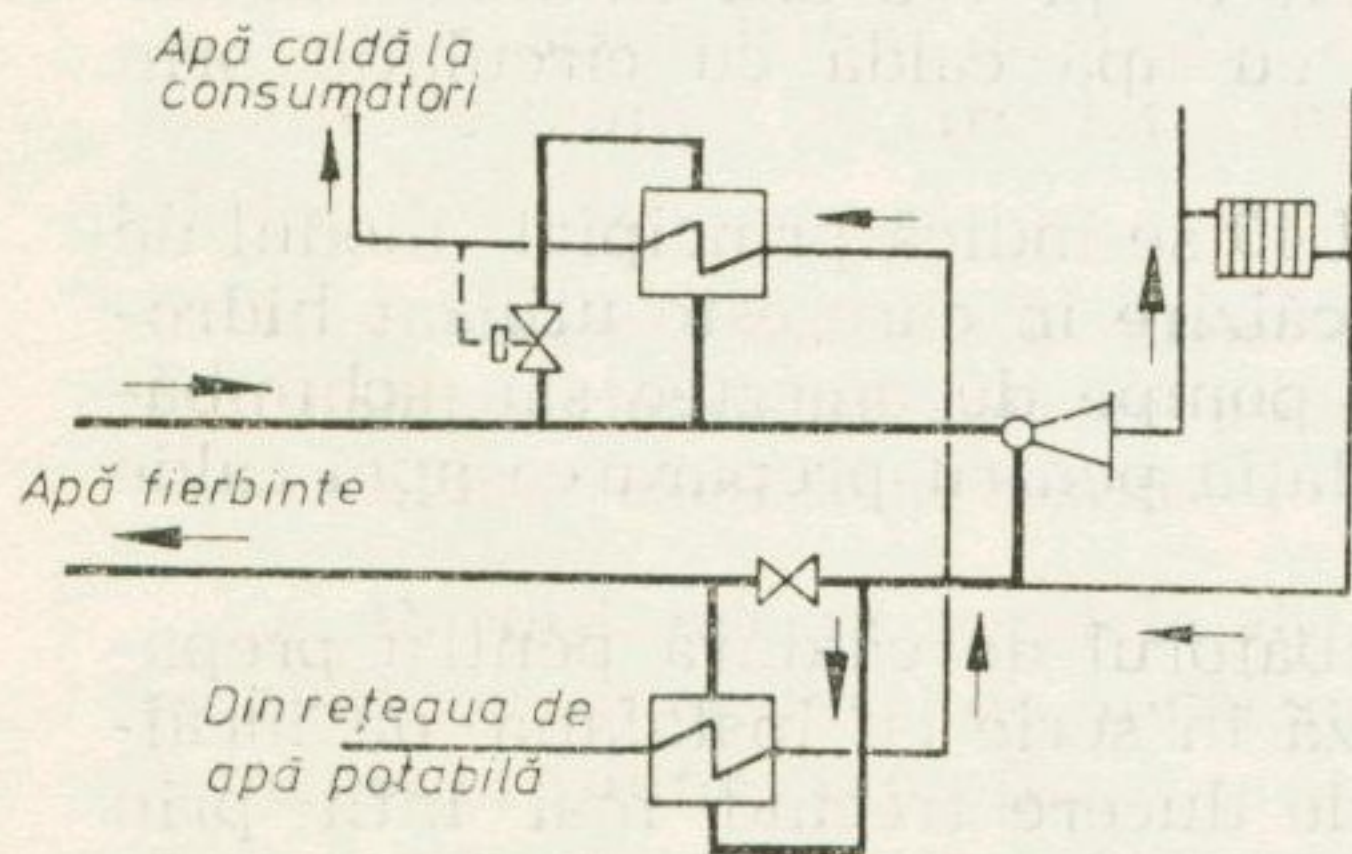 Apă caldă la
consumatori
Apă fierbinte
Din rețeaua de
apă potabilă